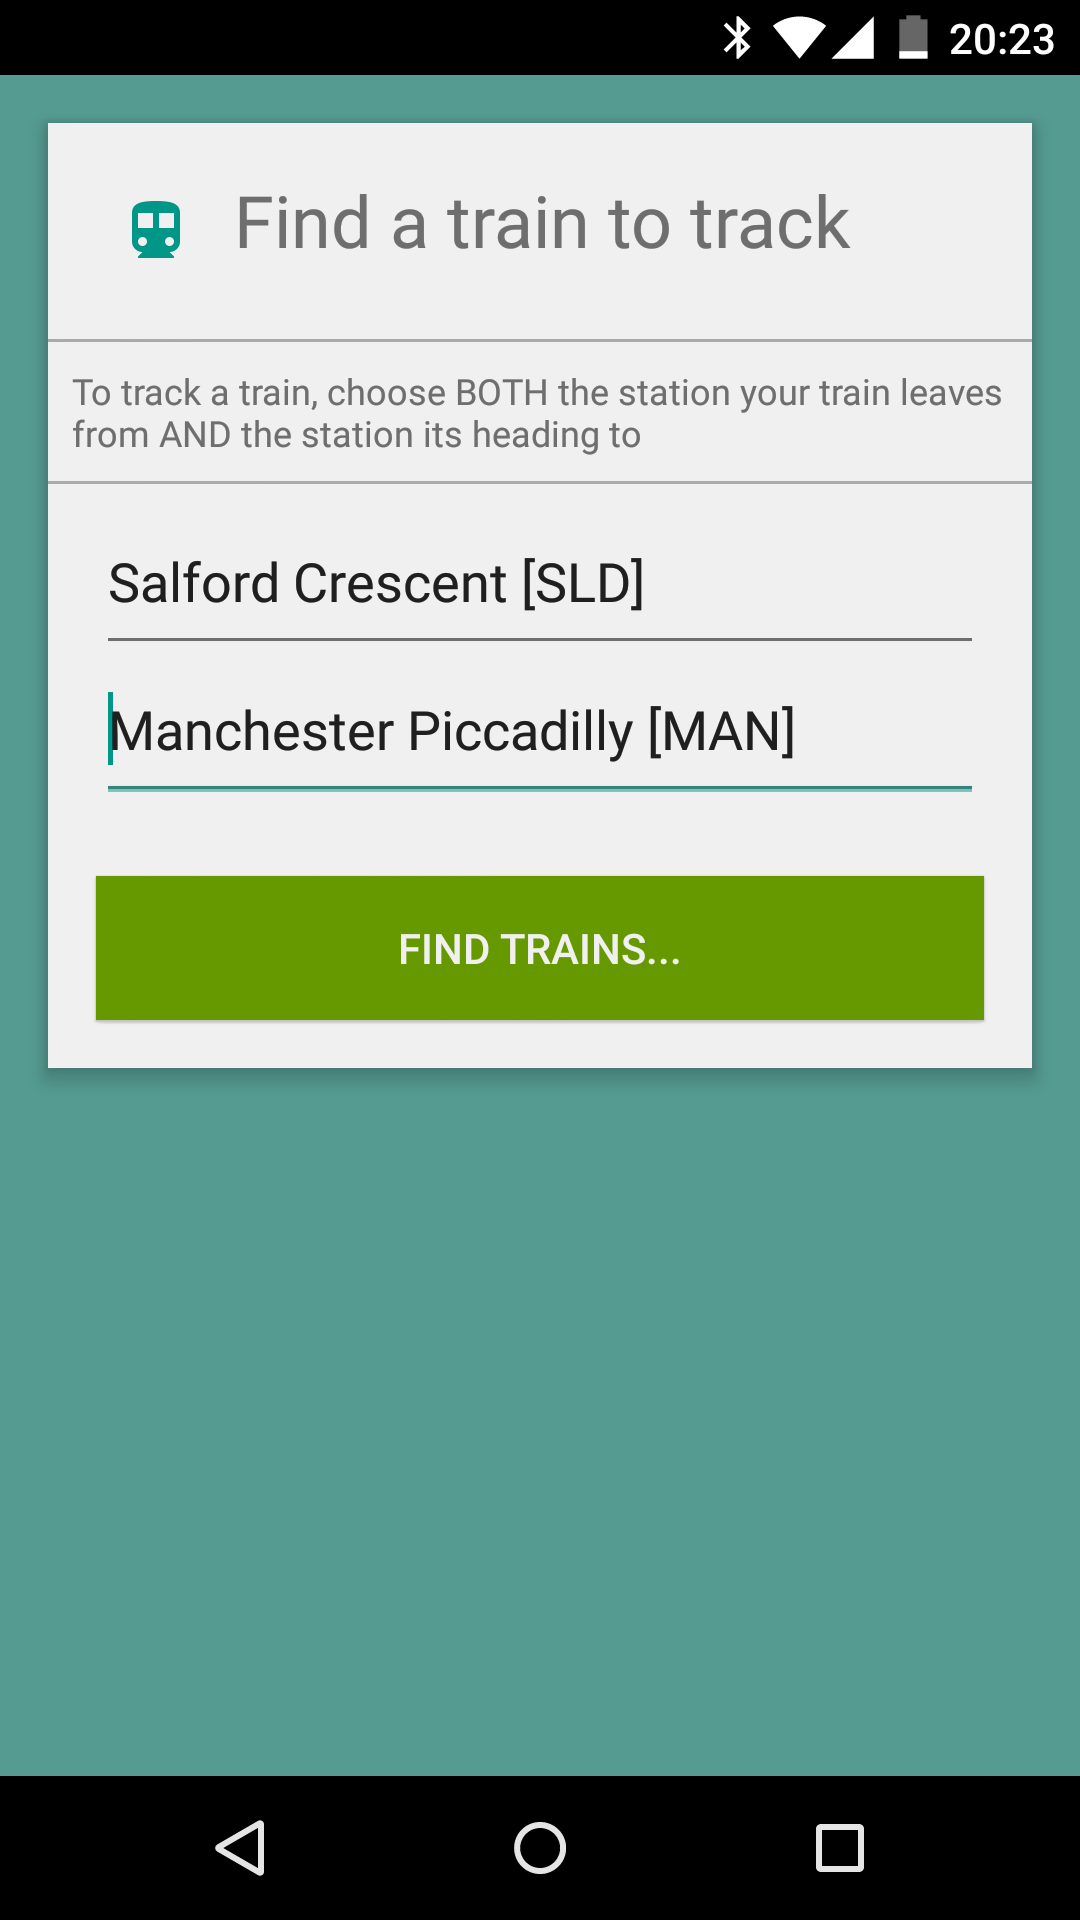 20:23
Find a train to track
To track a train, choose BOTH the station your train leaves
from AND the station its heading to
Salford Crescent [SLD]
Manchester Piccadilly [MAN]
FIND TRAINS...